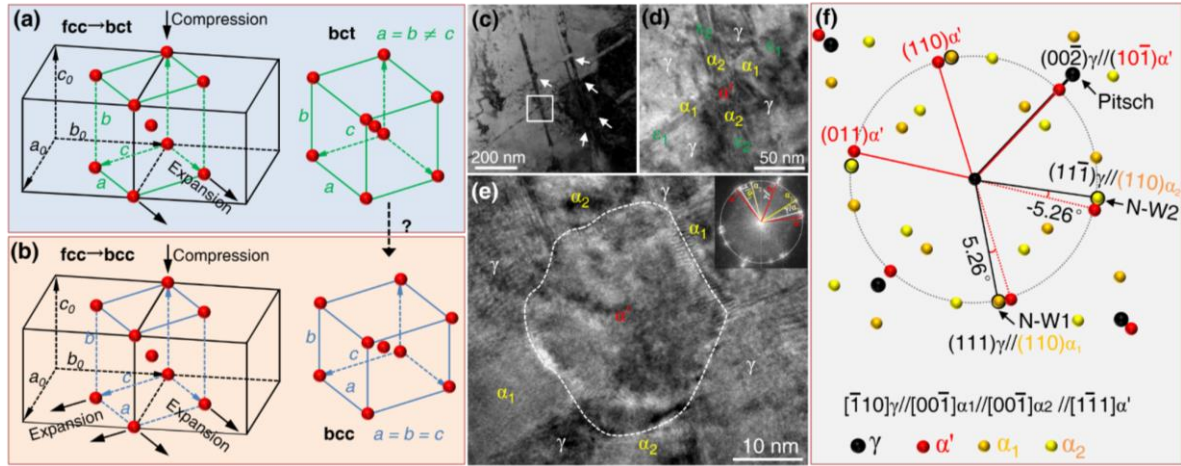 (a)
fcc→bct
Compression
bct
a = b ≠ c
c₀
b₀
a₀
b
c
a
Expansion
b
c
a
?
(b)
fcc→bcc
Compression
c₀
b₀
a₀
b
c
a
Expansion
Expansion
b
c
a
bcc
a = b = c
(c)
200 nm
(d)
γ
α₂
α₁
α'
γ
α₁
α₂
γ
50 nm
(e)
α₂
α₁
γ
α'
α₁
γ
α₂
γ
10 nm
(f)
(110)α'
(002̄)γ//(101̄)α'
Pitsch
(011)α'
(111̄)γ//(110)α₂
N-W2
-5.26°
5.26°
N-W1
(111)γ//(110)α₁
[1̄10]γ//[001̄]α1//[001̄]α2 //[11̄1]α'
γ α' α₁ α₂